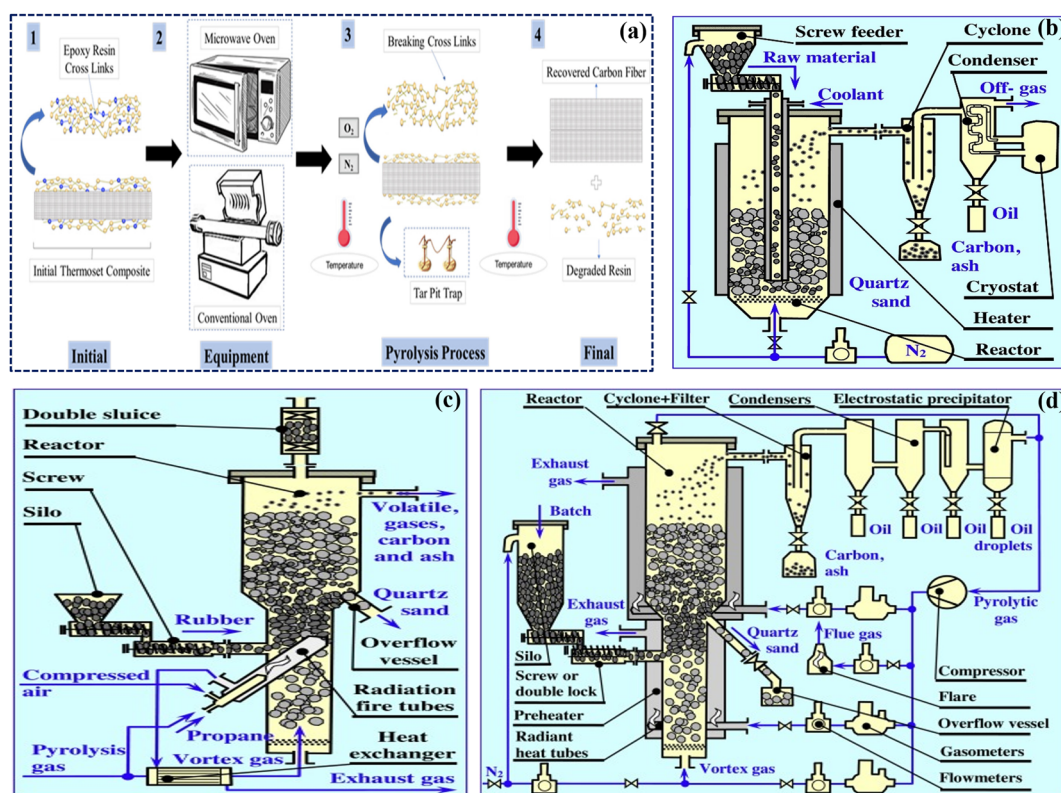 1
2
3
4
(a)
Epoxy Resin
Cross Links
Microwave Oven
Breaking Cross Links
Recovered Carbon Fiber
O2
N2
Temperature
Temperature
Initial Thermoset Composite
Conventional Oven
Tar Pit Trap
Degraded Resin
Initial
Equipment
Pyrolysis Process
Final
(b)
Screw feeder
Raw material
Coolant
Cyclone
Condenser
Off- gas
Oil
Carbon,
ash
Quartz
sand
Cryostat
Heater
Reactor
N2
(c)
Double sluice
Reactor
Screw
Silo
Volatile,
gases,
carbon
and ash
Quartz
sand
Rubber
Overflow
vessel
Compressed
air
Radiation
fire tubes
Propane
Pyrolysis
gas
Heat
exchanger
Vortex gas
Exhaust gas
(d)
Reactor
Cyclone+Filter
Condensers
Electrostatic precipitator
Exhaust
gas
Batch
Oil
Oil
Oil
Oil
droplets
Carbon,
ash
Exhaust
gas
Pyrolytic
gas
Flue gas
Quartz
sand
Silo
Screw or
double lock
Preheater
Radiant
heat tubes
Compressor
Flare
Overflow vessel
Gasometers
Flowmeters
N2
Vortex gas